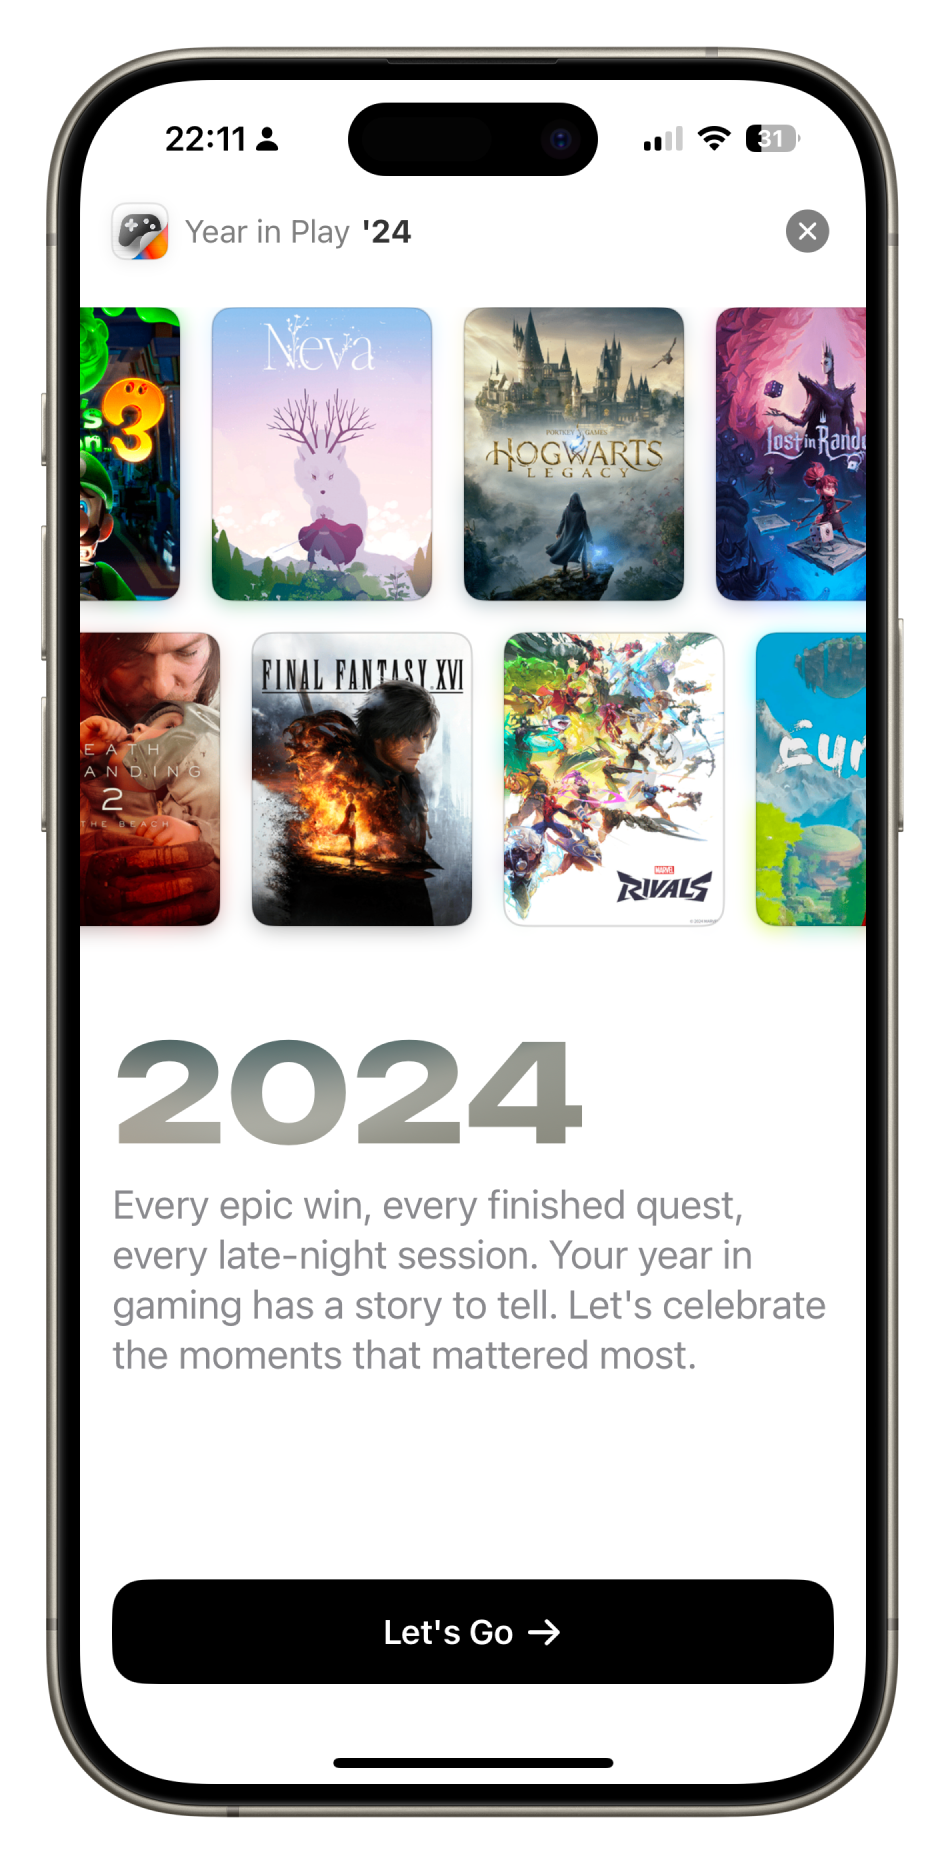 22:11
31
Year in Play '24
's
3
Neva
PORTKEY GAMES
HOGWARTS
LEGACY
Lost in Rand
EATH
ANDING
2
THE BEACH
FINAL FANTASY XVI
MARVEL
RIVALS
2024
Every epic win, every finished quest,
every late-night session. Your year in
gaming has a story to tell. Let's celebrate
the moments that mattered most.
Let's Go →